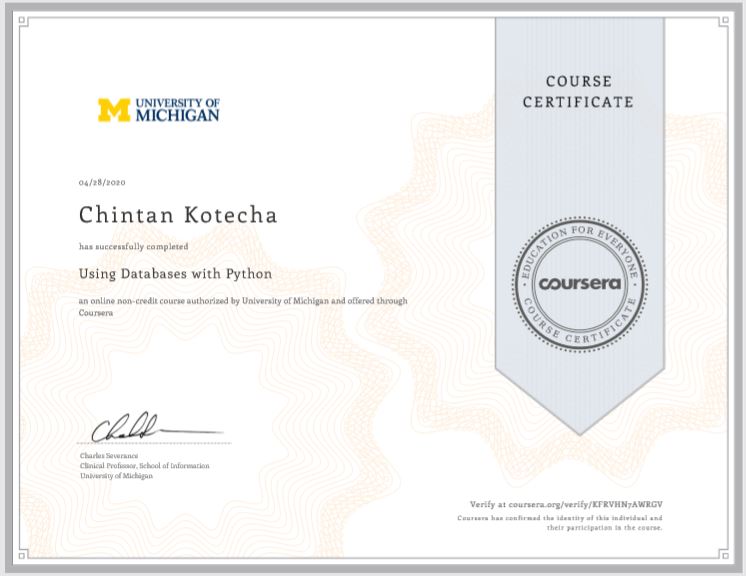 UNIVERSITY OF
MICHIGAN
COURSE
CERTIFICATE
04/28/2020
Chintan Kotecha
has successfully completed
Using Databases with Python
an online non-credit course authorized by University of Michigan and offered through
Coursera
EDUCATION FOR EVERYONE
coursera
COURSE CERTIFICATE
Charles Severance
Clinical Professor, School of Information
University of Michigan
Verify at coursera.org/verify/KFRVHN7AWRGV
Coursera has confirmed the identity of this individual and
their participation in the course.